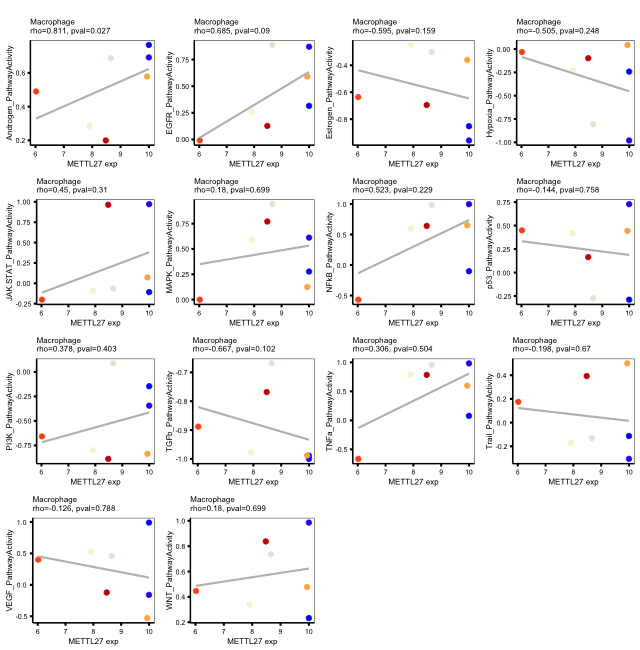 Macrophage
rho=0.811, pval=0.027
Androgen_PathwayActivity
0.6
0.4
0.2
6 7 8 9 10
METTL27 exp
Macrophage
rho=0.685, pval=0.09
EGFR_PathwayActivity
0.75
0.50
0.25
0.00
6 7 8 9 10
METTL27 exp
Macrophage
rho=-0.595, pval=0.159
Estrogen_PathwayActivity
-0.4
-0.8
6 7 8 9 10
METTL27 exp
Macrophage
rho=-0.505, pval=0.248
Hypoxia_PathwayActivity
0.00
-0.25
-0.50
-0.75
-1.00
6 7 8 9 10
METTL27 exp
Macrophage
rho=0.45, pval=0.31
JAK-STAT_PathwayActivity
1.00
0.75
0.50
0.25
0.00
-0.25
6 7 8 9 10
METTL27 exp
Macrophage
rho=0.18, pval=0.699
MAPK_PathwayActivity
0.75
0.50
0.25
0.00
6 7 8 9 10
METTL27 exp
Macrophage
rho=0.523, pval=0.229
NFkB_PathwayActivity
1.0
0.5
0.0
-0.5
6 7 8 9 10
METTL27 exp
Macrophage
rho=-0.144, pval=0.758
p53_PathwayActivity
0.75
0.50
0.25
0.00
-0.25
6 7 8 9 10
METTL27 exp
Macrophage
rho=0.378, pval=0.403
PI3K_PathwayActivity
0.00
-0.25
-0.50
-0.75
6 7 8 9 10
METTL27 exp
Macrophage
rho=-0.667, pval=0.102
TGFb_PathwayActivity
-0.7
-0.8
-0.9
-1.0
6 7 8 9 10
METTL27 exp
Macrophage
rho=0.306, pval=0.504
TNFa_PathwayActivity
1.0
0.5
0.0
-0.5
6 7 8 9 10
METTL27 exp
Macrophage
rho=-0.198, pval=0.67
Trail_PathwayActivity
0.4
0.2
0.0
-0.2
6 7 8 9 10
METTL27 exp
Macrophage
rho=-0.126, pval=0.788
VEGF_PathwayActivity
1.0
0.5
0.0
-0.5
6 7 8 9 10
METTL27 exp
Macrophage
rho=0.18, pval=0.699
WNT_PathwayActivity
1.0
0.8
0.6
0.4
0.2
6 7 8 9 10
METTL27 exp